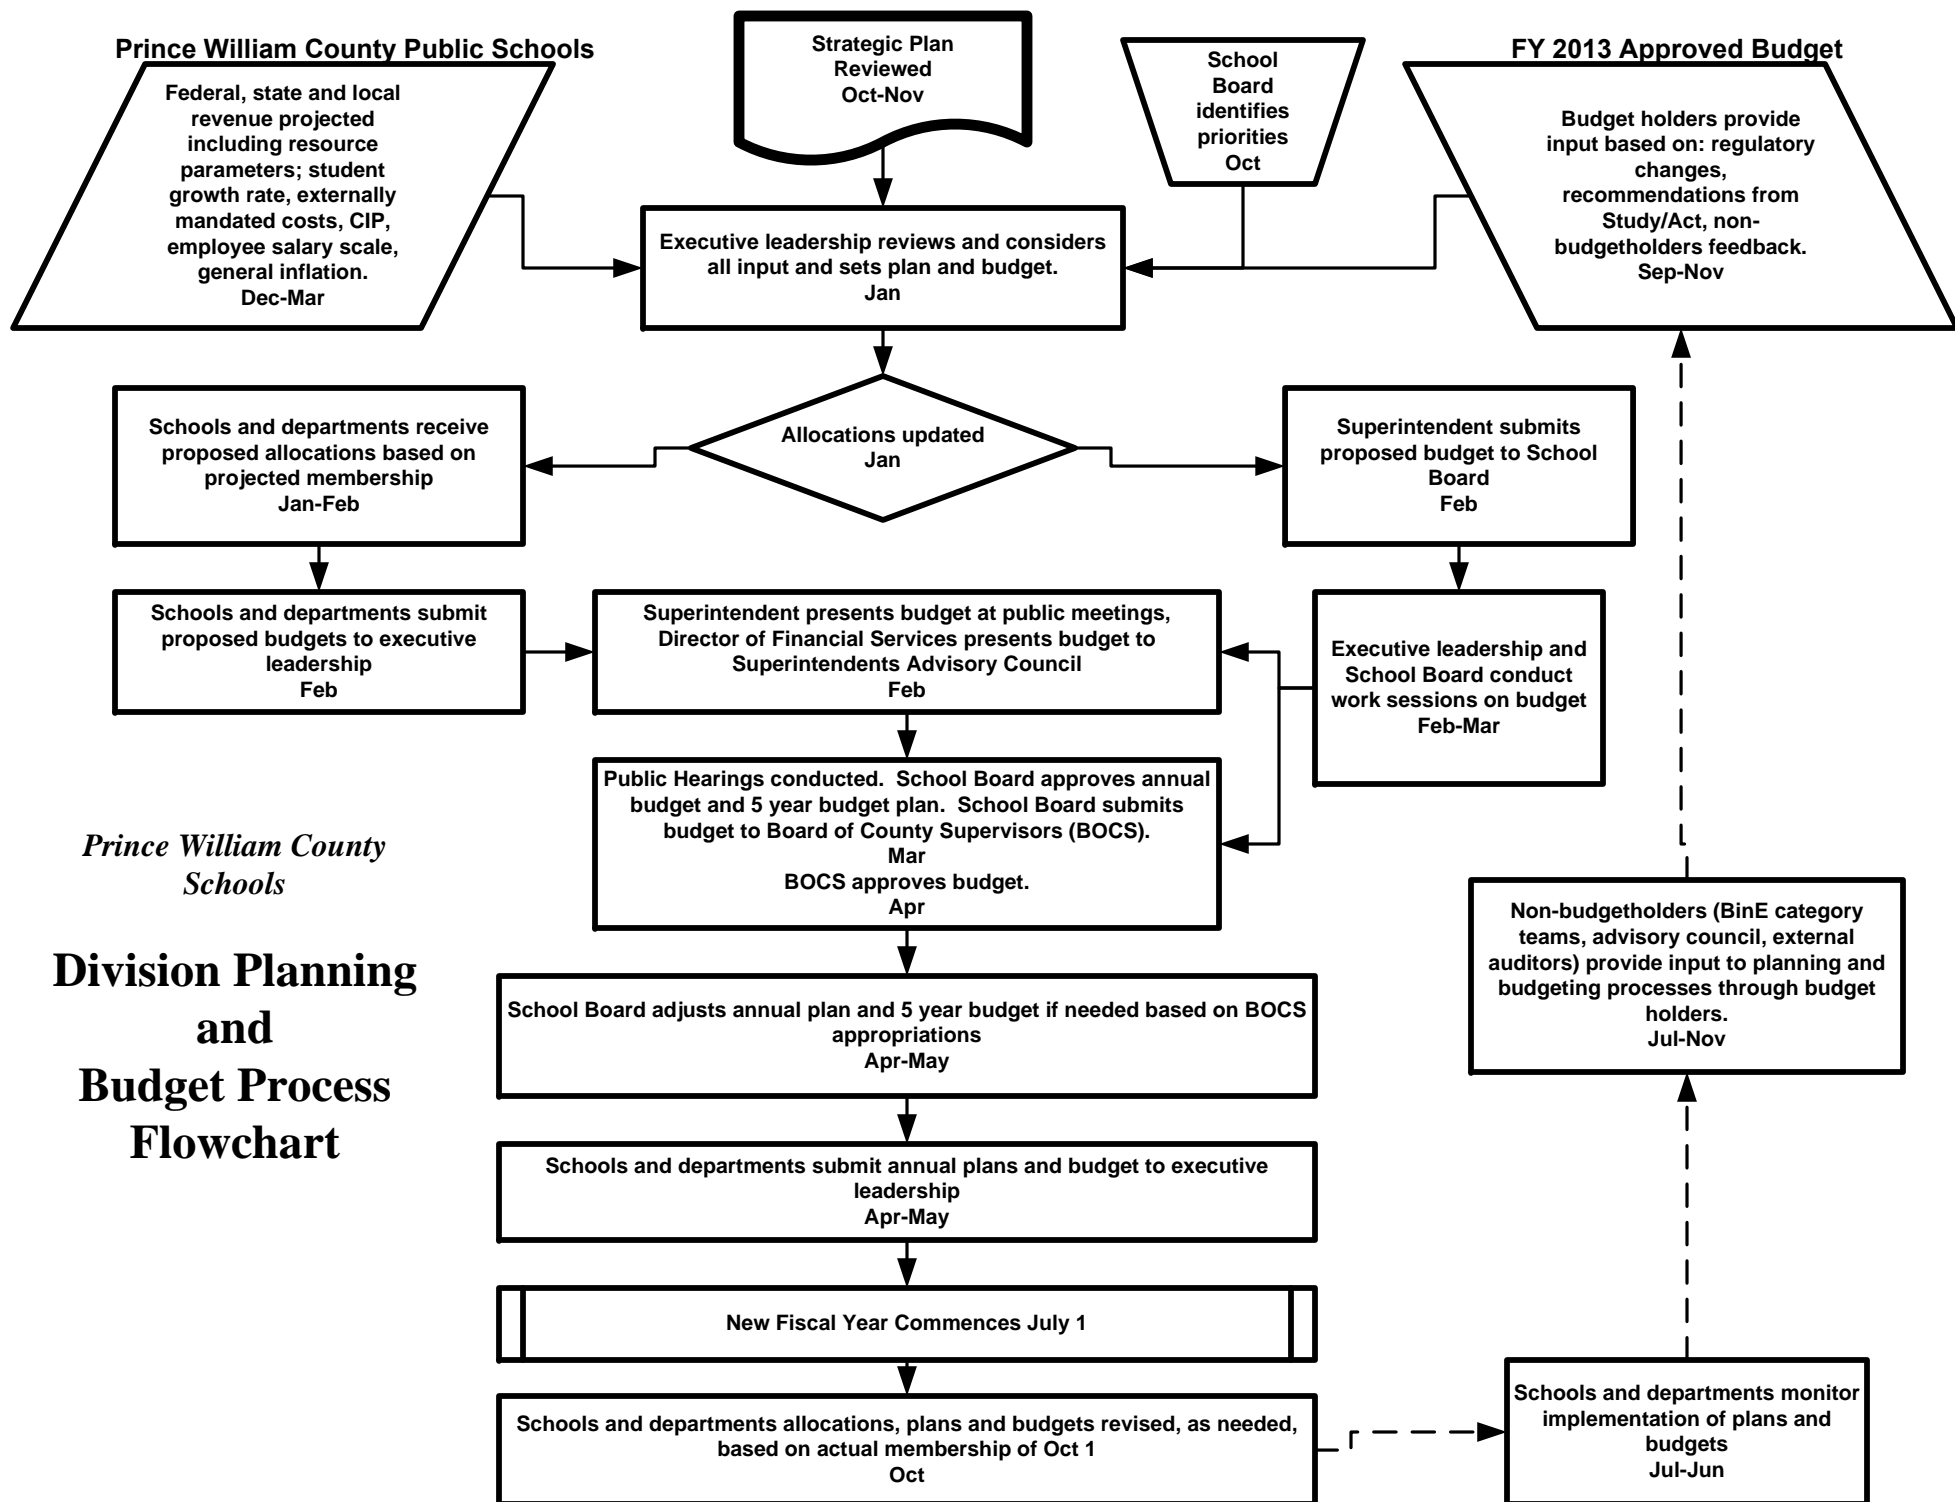 Prince William County Public Schools
FY 2013 Approved Budget
Strategic Plan
Reviewed
Oct-Nov
School
Board
identifies
priorities
Oct
Federal, state and local
revenue projected
including resource
parameters; student
growth rate, externally
mandated costs, CIP,
employee salary scale,
general inflation.
Dec-Mar
Budget holders provide
input based on: regulatory
changes,
recommendations from
Study/Act, non-
budgetholders feedback.
Sep-Nov
Executive leadership reviews and considers
all input and sets plan and budget.
Jan
Allocations updated
Jan
Schools and departments receive
proposed allocations based on
projected membership
Jan-Feb
Superintendent submits
proposed budget to School
Board
Feb
Schools and departments submit
proposed budgets to executive
leadership
Feb
Superintendent presents budget at public meetings,
Director of Financial Services presents budget to
Superintendents Advisory Council
Feb
Executive leadership and
School Board conduct
work sessions on budget
Feb-Mar
Public Hearings conducted.  School Board approves annual
budget and 5 year budget plan.  School Board submits
budget to Board of County Supervisors (BOCS).
Mar
BOCS approves budget.
Apr
Prince William County
Schools
Division Planning
and
Budget Process
Flowchart
Non-budgetholders (BinE category
teams, advisory council, external
auditors) provide input to planning and
budgeting processes through budget
holders.
Jul-Nov
School Board adjusts annual plan and 5 year budget if needed based on BOCS
appropriations
Apr-May
Schools and departments submit annual plans and budget to executive
leadership
Apr-May
New Fiscal Year Commences July 1
Schools and departments allocations, plans and budgets revised, as needed,
based on actual membership of Oct 1
Oct
Schools and departments monitor
implementation of plans and
budgets
Jul-Jun